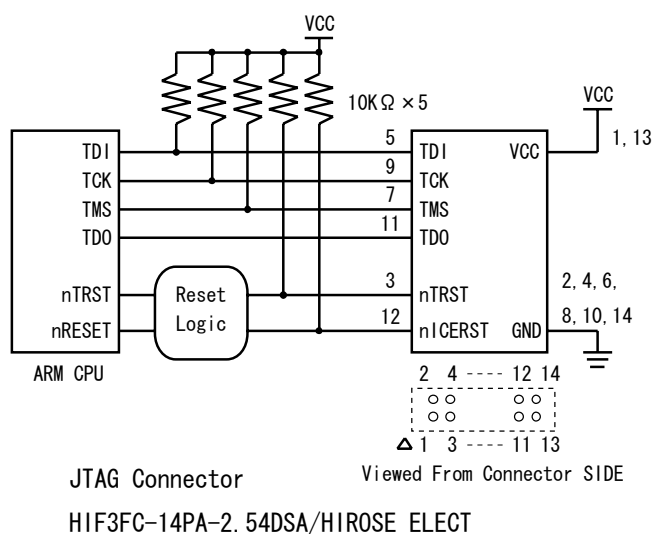 VCC
10KΩ×5
VCC
1, 13
TDI
5
TDI
VCC
TCK
9
TCK
TMS
7
TMS
TDO
11
TDO
nTRST
Reset
Logic
3
nTRST
2, 4, 6,
nRESET
12
nICERST
GND
8, 10, 14
ARM CPU
2 4 ---- 12 14
△ 1 3 ---- 11 13
JTAG Connector
Viewed From Connector SIDE
HIF3FC-14PA-2.54DSA/HIROSE ELECT